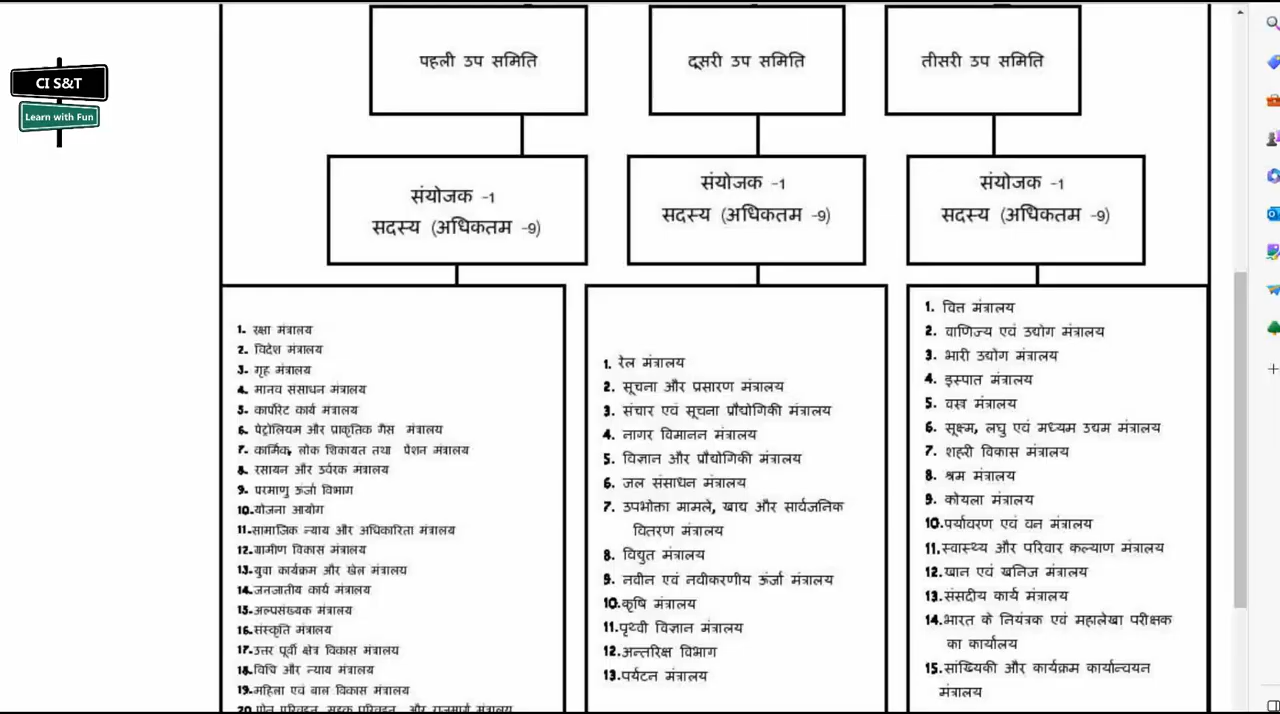 CI S&T
Learn with Fun
पहली उप समिति
दूसरी उप समिति
तीसरी उप समिति
संयोजक -1
सदस्य (अधिकतम -9)
संयोजक -1
सदस्य (अधिकतम -9)
संयोजक -1
सदस्य (अधिकतम -9)
1. रक्षा मंत्रालय
2. विदेश मंत्रालय
3. गृह मंत्रालय
4. मानव संसाधन मंत्रालय
5. कार्पोरेट कार्य मंत्रालय
6. पेट्रोलियम और प्राकृतिक गैस मंत्रालय
7. कार्मिक, लोक शिकायत तथा पेंशन मंत्रालय
8. रसायन और उर्वरक मंत्रालय
9. परमाणु ऊर्जा विभाग
10.योजना आयोग
11.सामाजिक न्याय और अधिकारिता मंत्रालय
12.ग्रामीण विकास मंत्रालय
13.युवा कार्यक्रम और खेल मंत्रालय
14.जनजातीय कार्य मंत्रालय
15.अल्पसंख्यक मंत्रालय
16.संस्कृति मंत्रालय
17.उत्तर पूर्वी क्षेत्र विकास मंत्रालय
18.विधि और न्याय मंत्रालय
19.महिला एवं बाल विकास मंत्रालय
20.पोत परिवहन, सड़क परिवहन और राजमार्ग मंत्रालय
1. रेल मंत्रालय
2. सूचना और प्रसारण मंत्रालय
3. संचार एवं सूचना प्रौद्योगिकी मंत्रालय
4. नागर विमानन मंत्रालय
5. विज्ञान और प्रौद्योगिकी मंत्रालय
6. जल संसाधन मंत्रालय
7. उपभोक्ता मामले, खाद्य और सार्वजनिक
वितरण मंत्रालय
8. विद्युत मंत्रालय
9. नवीन एवं नवीकरणीय ऊर्जा मंत्रालय
10.कृषि मंत्रालय
11.पृथ्वी विज्ञान मंत्रालय
12.अन्तरिक्ष विभाग
13.पर्यटन मंत्रालय
1. वित्त मंत्रालय
2. वाणिज्य एवं उद्योग मंत्रालय
3. भारी उद्योग मंत्रालय
4. इस्पात मंत्रालय
5. वस्त्र मंत्रालय
6. सूक्ष्म, लघु एवं मध्यम उद्यम मंत्रालय
7. शहरी विकास मंत्रालय
8. श्रम मंत्रालय
9. कोयला मंत्रालय
10.पर्यावरण एवं वन मंत्रालय
11.स्वास्थ्य और परिवार कल्याण मंत्रालय
12.खान एवं खनिज मंत्रालय
13.संसदीय कार्य मंत्रालय
14.भारत के नियंत्रक एवं महालेखा परीक्षक
का कार्यालय
15.सांख्यिकी और कार्यक्रम कार्यान्वयन
मंत्रालय